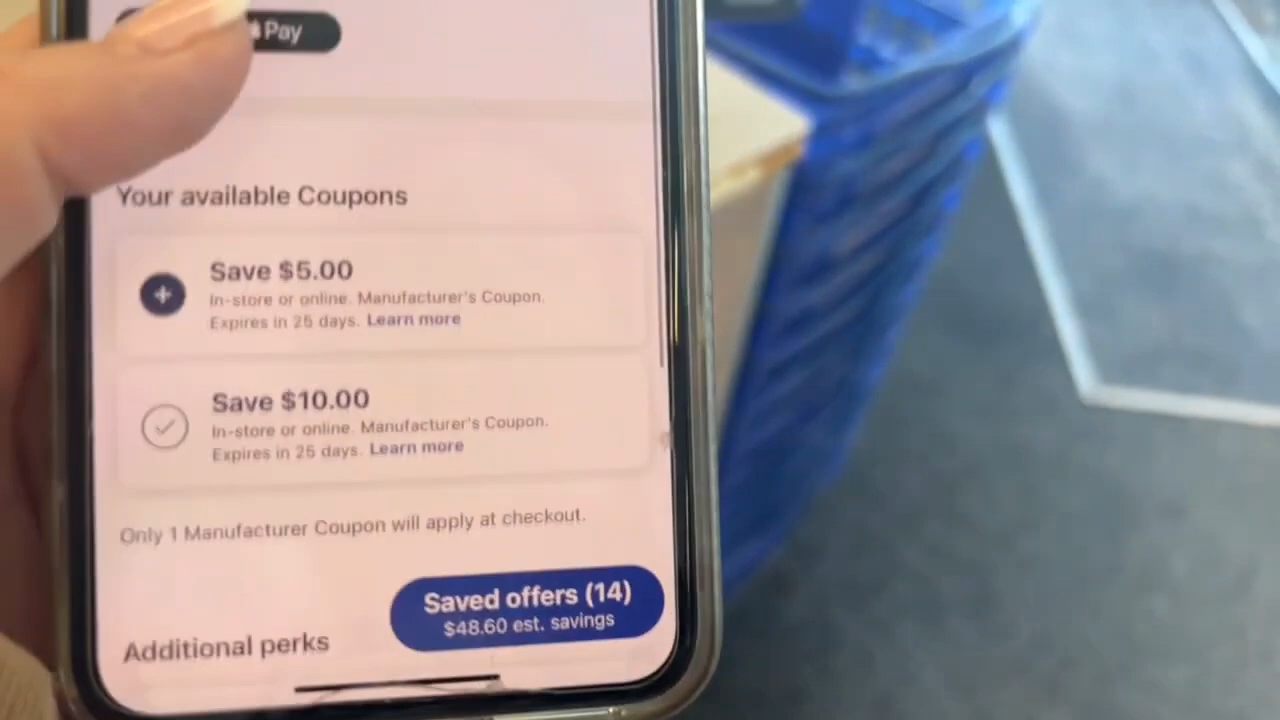 Pay
Your available Coupons
Save $5.00
In-store or online. Manufacturer's Coupon.
Expires in 25 days. Learn more
Save $10.00
In-store or online. Manufacturer's Coupon.
Expires in 25 days. Learn more
Only 1 Manufacturer Coupon will apply at checkout.
Saved offers (14)
$48.60 est. savings
Additional perks